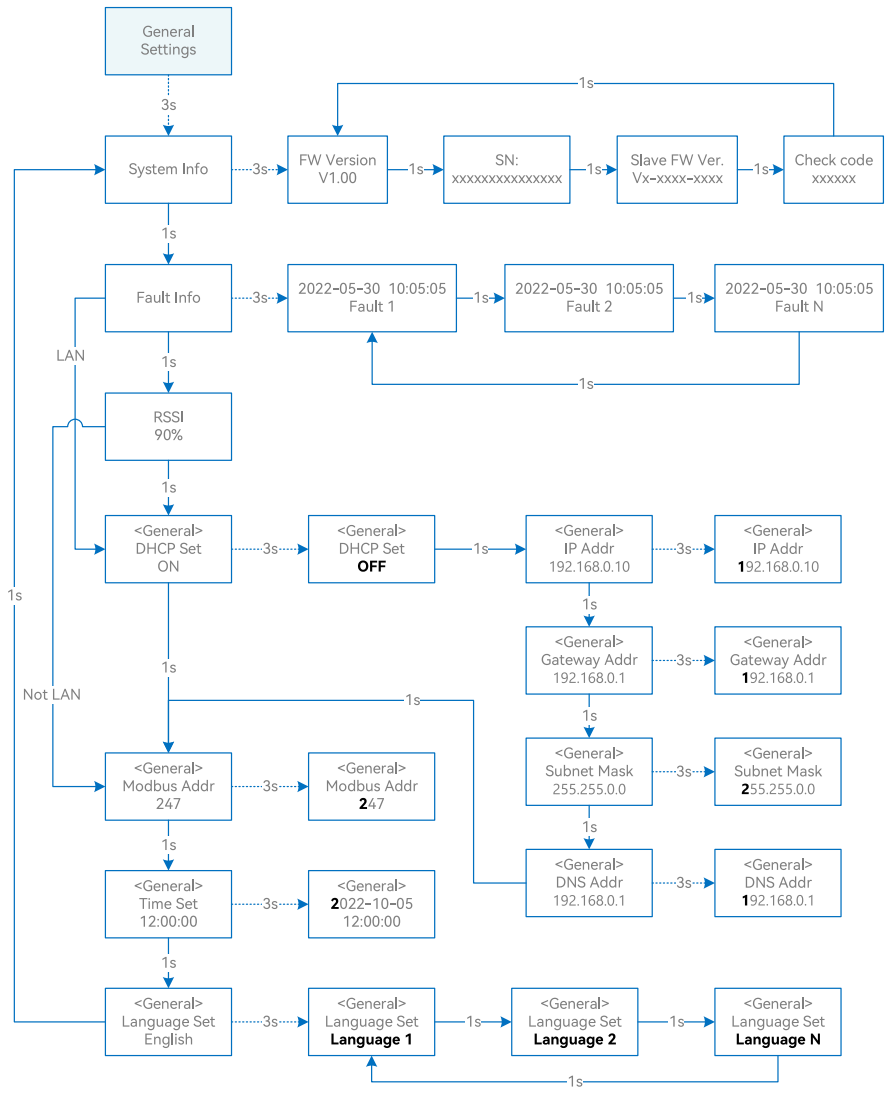 General
Settings
3s
1s
System Info
3s
FW Version
V1.00
1s
SN:
xxxxxxxxxxxxxxx
1s
Slave FW Ver.
Vx-xxxx-xxxx
1s
Check code
xxxxxx
1s
Fault Info
3s
2022-05-30 10:05:05
Fault 1
1s
2022-05-30 10:05:05
Fault 2
1s
2022-05-30 10:05:05
Fault N
LAN
1s
1s
RSSI
90%
1s
<General>
DHCP Set
ON
3s
<General>
DHCP Set
OFF
1s
<General>
IP Addr
192.168.0.10
3s
<General>
IP Addr
192.168.0.10
1s
1s
1s
<General>
Gateway Addr
192.168.0.1
3s
<General>
Gateway Addr
192.168.0.1
Not LAN
1s
1s
<General>
Modbus Addr
247
3s
<General>
Modbus Addr
247
<General>
Subnet Mask
255.255.0.0
3s
<General>
Subnet Mask
255.255.0.0
1s
1s
<General>
Time Set
12:00:00
3s
2022-10-05
12:00:00
<General>
<General>
DNS Addr
192.168.0.1
3s
<General>
DNS Addr
192.168.0.1
1s
<General>
Language Set
English
3s
<General>
Language Set
Language 1
1s
<General>
Language Set
Language 2
1s
<General>
Language Set
Language N
1s